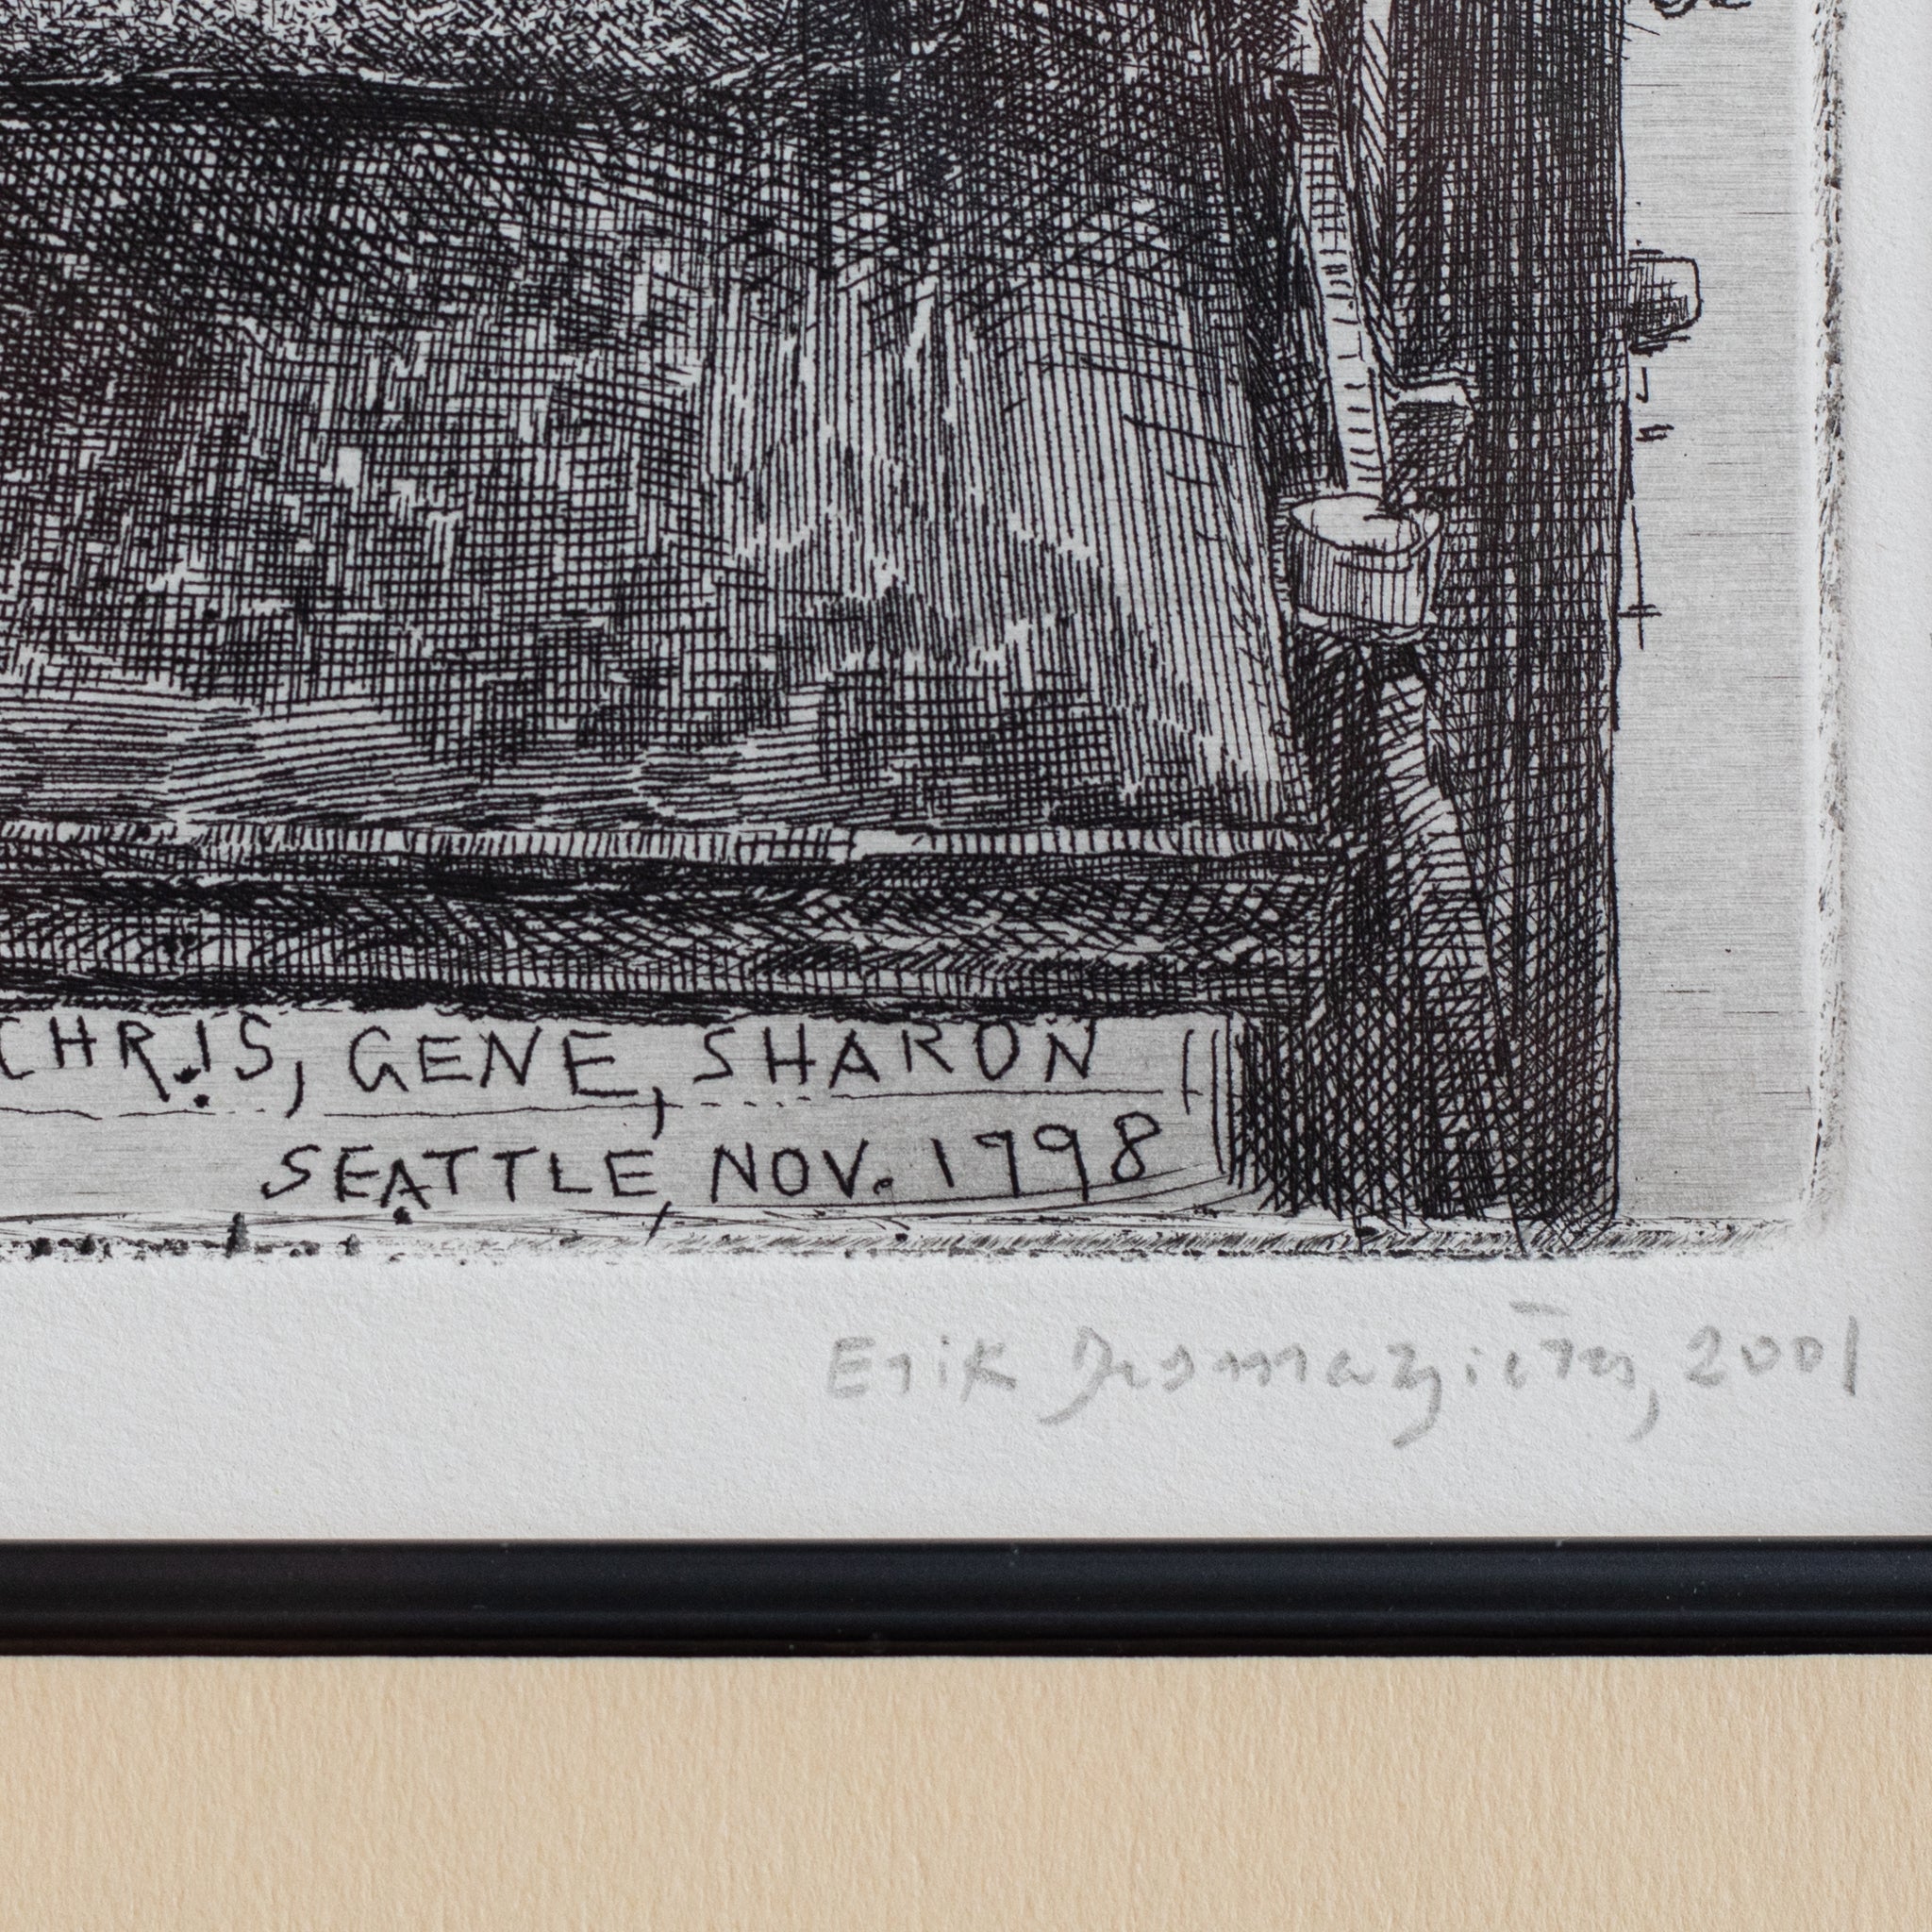 CHRIS, GENE, SHARON
SEATTLE, NOV. 1998
Erik Desmazières, 2001